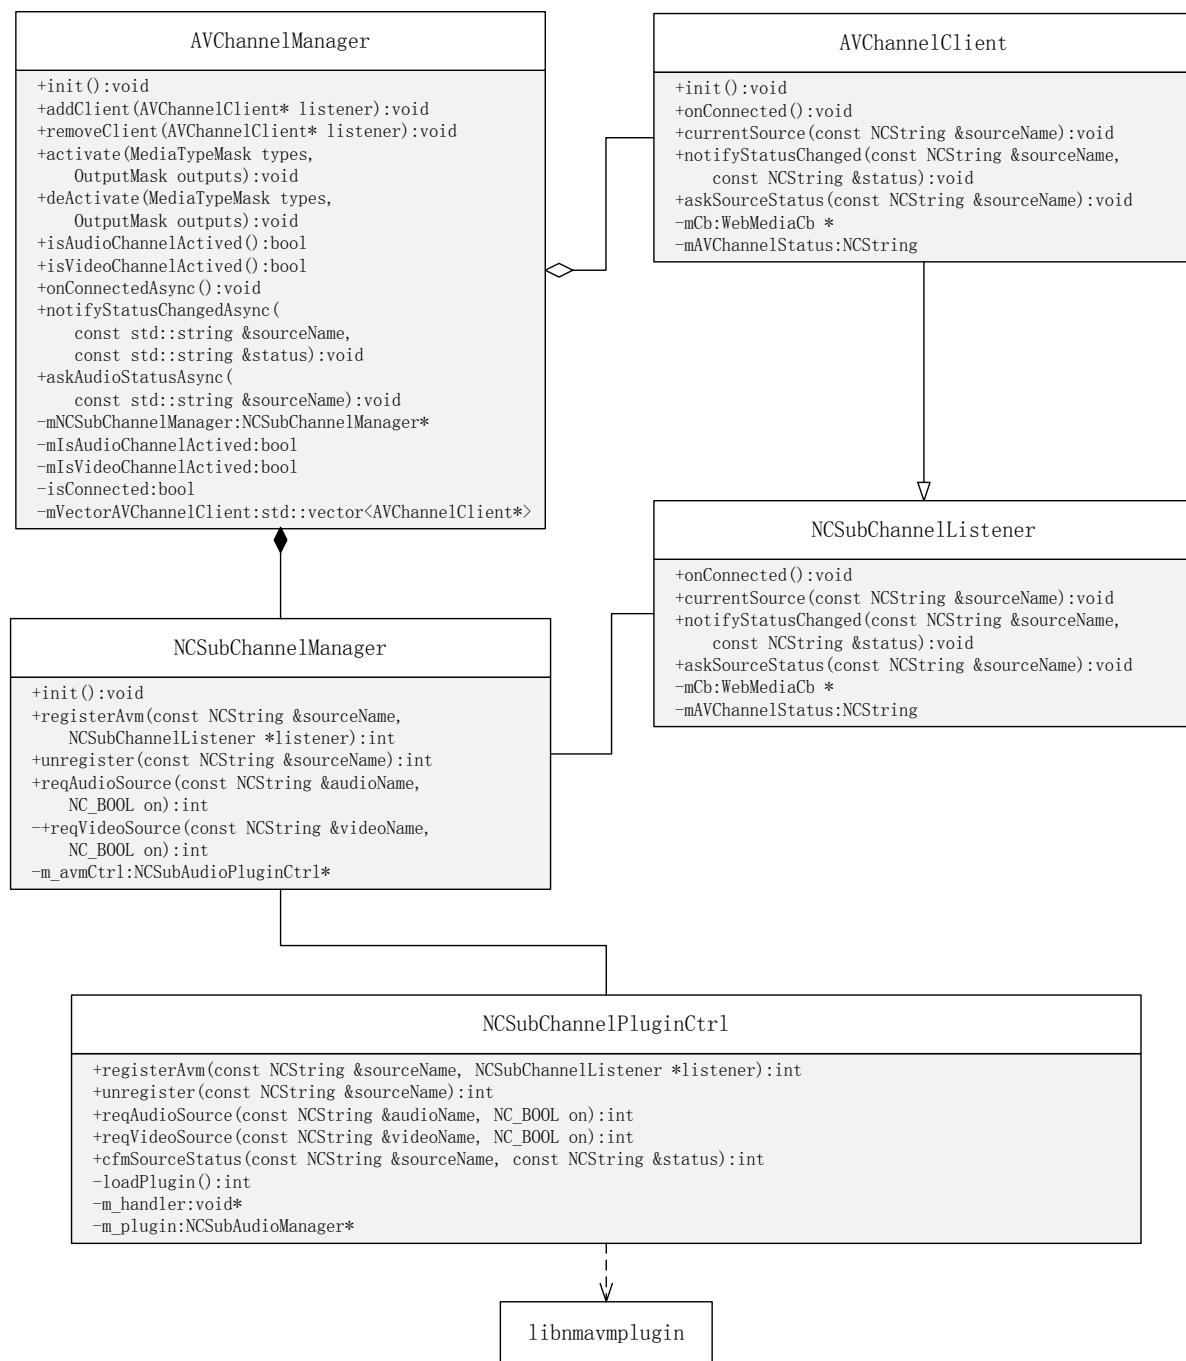 AVChannelManager
+init():void
+addClient(AVChannelClient* listener):void
+removeClient(AVChannelClient* listener):void
+activate(MediaTypeMask types,
OutputMask outputs):void
+deActivate(MediaTypeMask types,
OutputMask outputs):void
+isAudioChannelActived():bool
+isVideoChannelActived():bool
+onConnectedAsync():void
+notifyStatusChangedAsync(
const std::string &sourceName,
const std::string &status):void
+askAudioStatusAsync(
const std::string &sourceName):void
-mNCSubChannelManager:NCSubChannelManager*
-mIsAudioChannelActived:bool
-mIsVideoChannelActived:bool
-isConnected:bool
-mVectorAVChannelClient:std::vector<AVChannelClient*>
AVChannelClient
+init():void
+onConnected():void
+currentSource(const NCString &sourceName):void
+notifyStatusChanged(const NCString &sourceName,
const NCString &status):void
+askSourceStatus(const NCString &sourceName):void
-mCb:WebMediaCb *
-mAVChannelStatus:NCString
NCSubChannelListener
+onConnected():void
+currentSource(const NCString &sourceName):void
+notifyStatusChanged(const NCString &sourceName,
const NCString &status):void
+askSourceStatus(const NCString &sourceName):void
-mCb:WebMediaCb *
-mAVChannelStatus:NCString
NCSubChannelManager
+init():void
+registerAvm(const NCString &sourceName,
NCSubChannelListener *listener):int
+unregister(const NCString &sourceName):int
+reqAudioSource(const NCString &audioName,
NC_BOOL on):int
-+reqVideoSource(const NCString &videoName,
NC_BOOL on):int
-m_avmCtrl:NCSubAudioPluginCtrl*
NCSubChannelPluginCtrl
+registerAvm(const NCString &sourceName, NCSubChannelListener *listener):int
+unregister(const NCString &sourceName):int
+reqAudioSource(const NCString &audioName, NC_BOOL on):int
+reqVideoSource(const NCString &videoName, NC_BOOL on):int
+cfmSourceStatus(const NCString &sourceName, const NCString &status):int
-loadPlugin():int
-m_handler:void*
-m_plugin:NCSubAudioManager*
libnmavmplugin